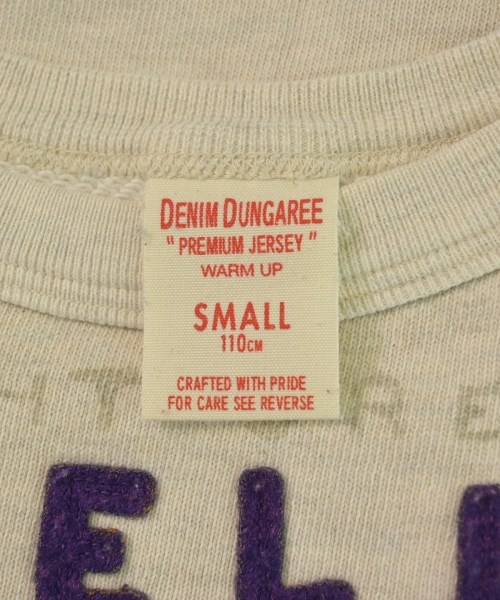 DENIM DUNGAREE
" PREMIUM JERSEY "
WARM UP
SMALL
110CM
CRAFTED WITH PRIDE
FOR CARE SEE REVERSE